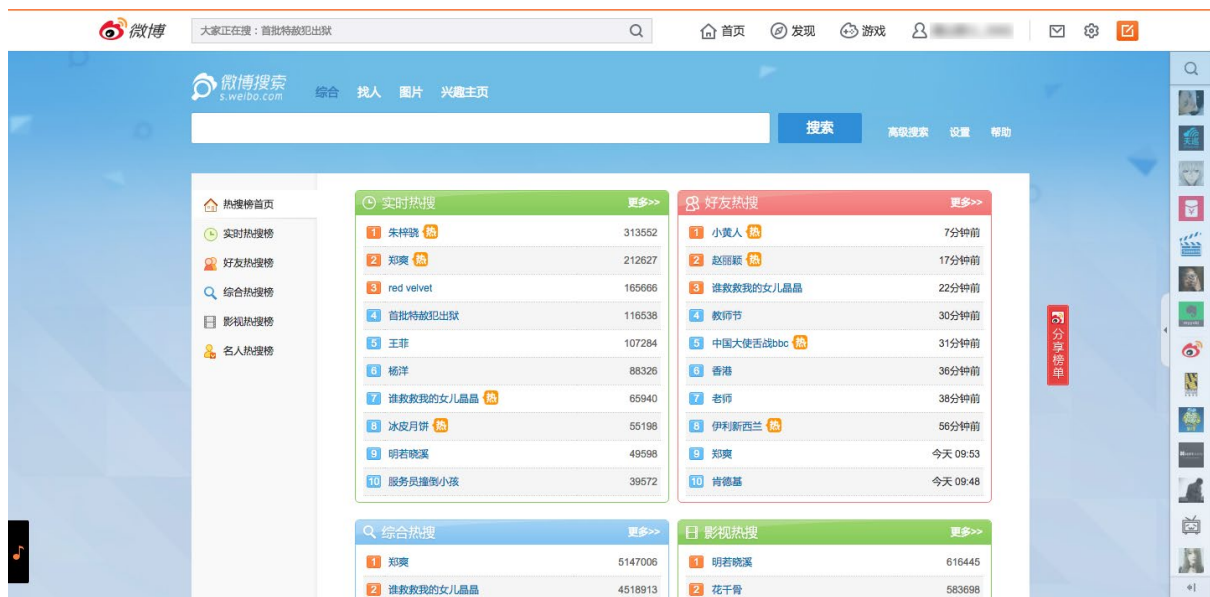 微博 大家正在搜：首批特赦犯出狱 首页 发现 游戏
微博搜索
s.weibo.com
综合 找人 图片 兴趣主页
搜索 高级搜索 设置 帮助
热搜榜首页
实时热搜榜
好友热搜榜
综合热搜榜
影视热搜榜
名人热搜榜
实时热搜 更多>>
1 朱梓骁 热 313552
2 郑爽 热 212627
3 red velvet 165666
4 首批特赦犯出狱 116538
5 王菲 107284
6 杨洋 88326
7 谁救救我的女儿晶晶 热 65940
8 冰皮月饼 热 55198
9 明若晓溪 49598
10 服务员撞倒小孩 39572
好友热搜 更多>>
1 小黄人 热 7分钟前
2 赵丽颖 热 17分钟前
3 谁救救我的女儿晶晶 22分钟前
4 教师节 30分钟前
5 中国大使舌战bbc 热 31分钟前
6 香港 36分钟前
7 老师 38分钟前
8 伊利新西兰 热 56分钟前
9 郑爽 今天 09:53
10 肯德基 今天 09:48
综合热搜 更多>>
1 郑爽 5147006
2 谁救救我的女儿晶晶 4518913
影视热搜 更多>>
1 明若晓溪 616445
2 花千骨 583698
分享榜单